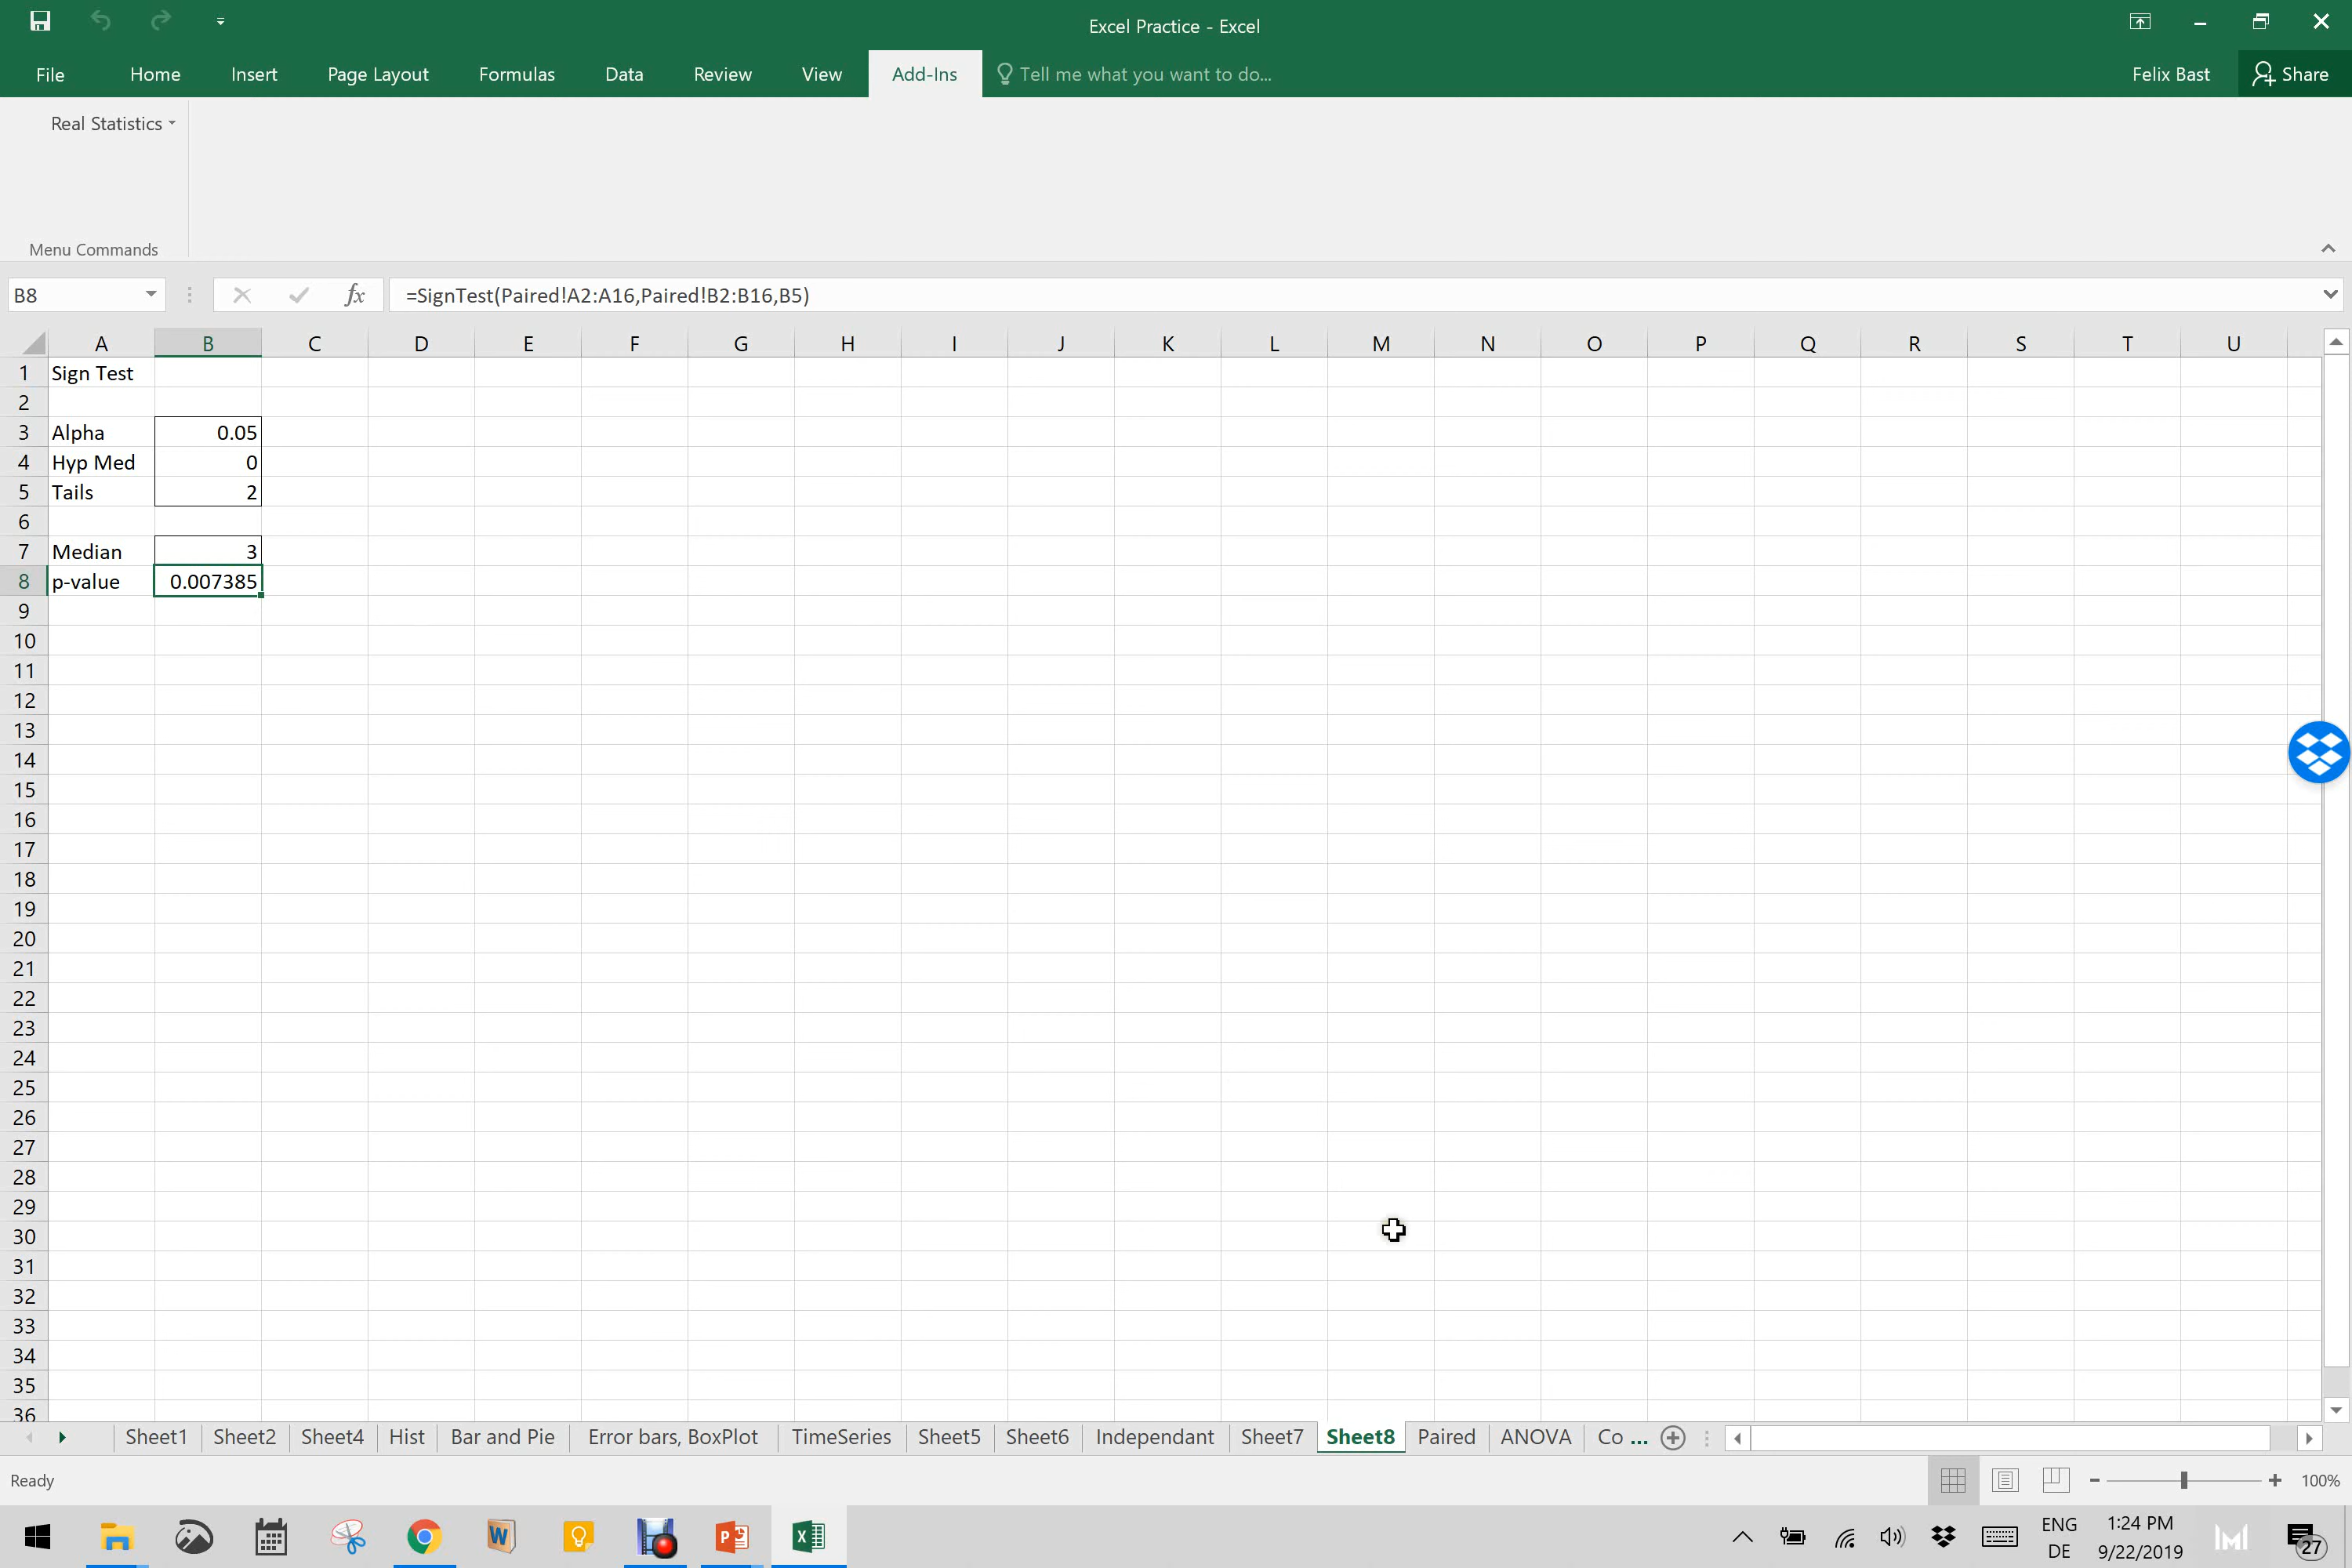 Excel Practice - Excel
File Home Insert Page Layout Formulas Data Review View Add-Ins Tell me what you want to do... Felix Bast Share
Real Statistics
Menu Commands
B8 fx =SignTest(Paired!A2:A16,Paired!B2:B16,B5)
A B C D E F G H I J K L M N O P Q R S T U
1 Sign Test
2
3 Alpha 0.05
4 Hyp Med 0
5 Tails 2
6
7 Median 3
8 p-value 0.007385
9
10
11
12
13
14
15
16
17
18
19
20
21
22
23
24
25
26
27
28
29
30
31
32
33
34
35
36
Sheet1 Sheet2 Sheet4 Hist Bar and Pie Error bars, BoxPlot TimeSeries Sheet5 Sheet6 Independant Sheet7 Sheet8 Paired ANOVA Co ...
Ready 100%
W P X ENG 1:24 PM
DE 9/22/2019 27